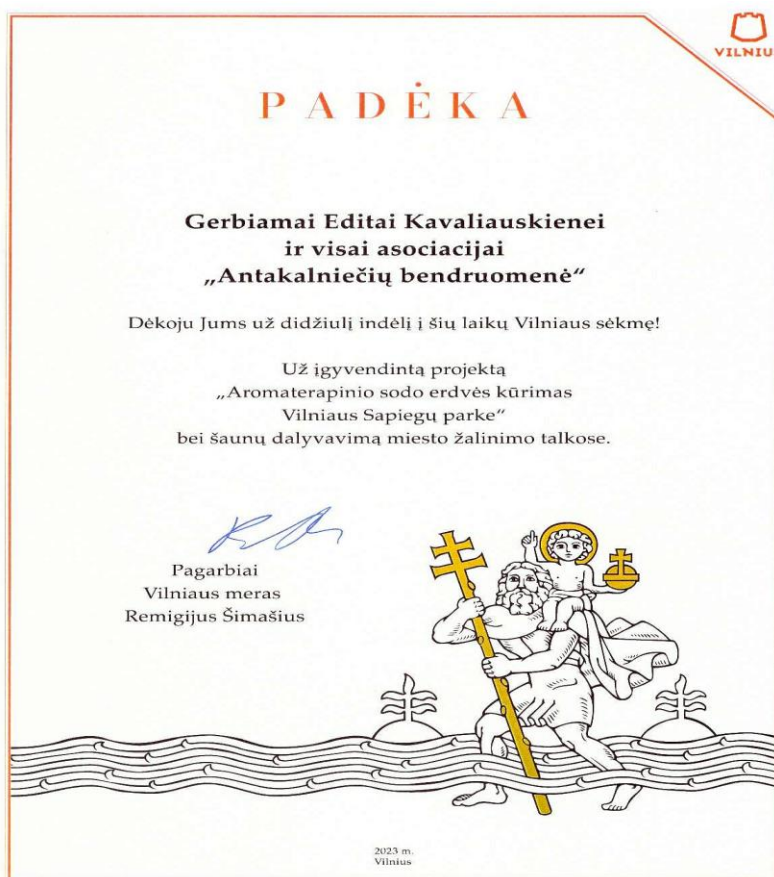 VILNIU
PADĖKA
Gerbiamai Editai Kavaliauskienei
ir visai asociacijai
„Antakalniečių bendruomenė“
Dėkoju Jums už didžiulį indėlį į šių laikų Vilniaus sėkmę!
Už įgyvendintą projektą
„Aromaterapinio sodo erdvės kūrimas
Vilniaus Sapiegų parke“
bei šaunų dalyvavimą miesto žalinimo talkose.
Pagarbiai
Vilniaus meras
Remigijus Šimašius
2023 m.
Vilnius